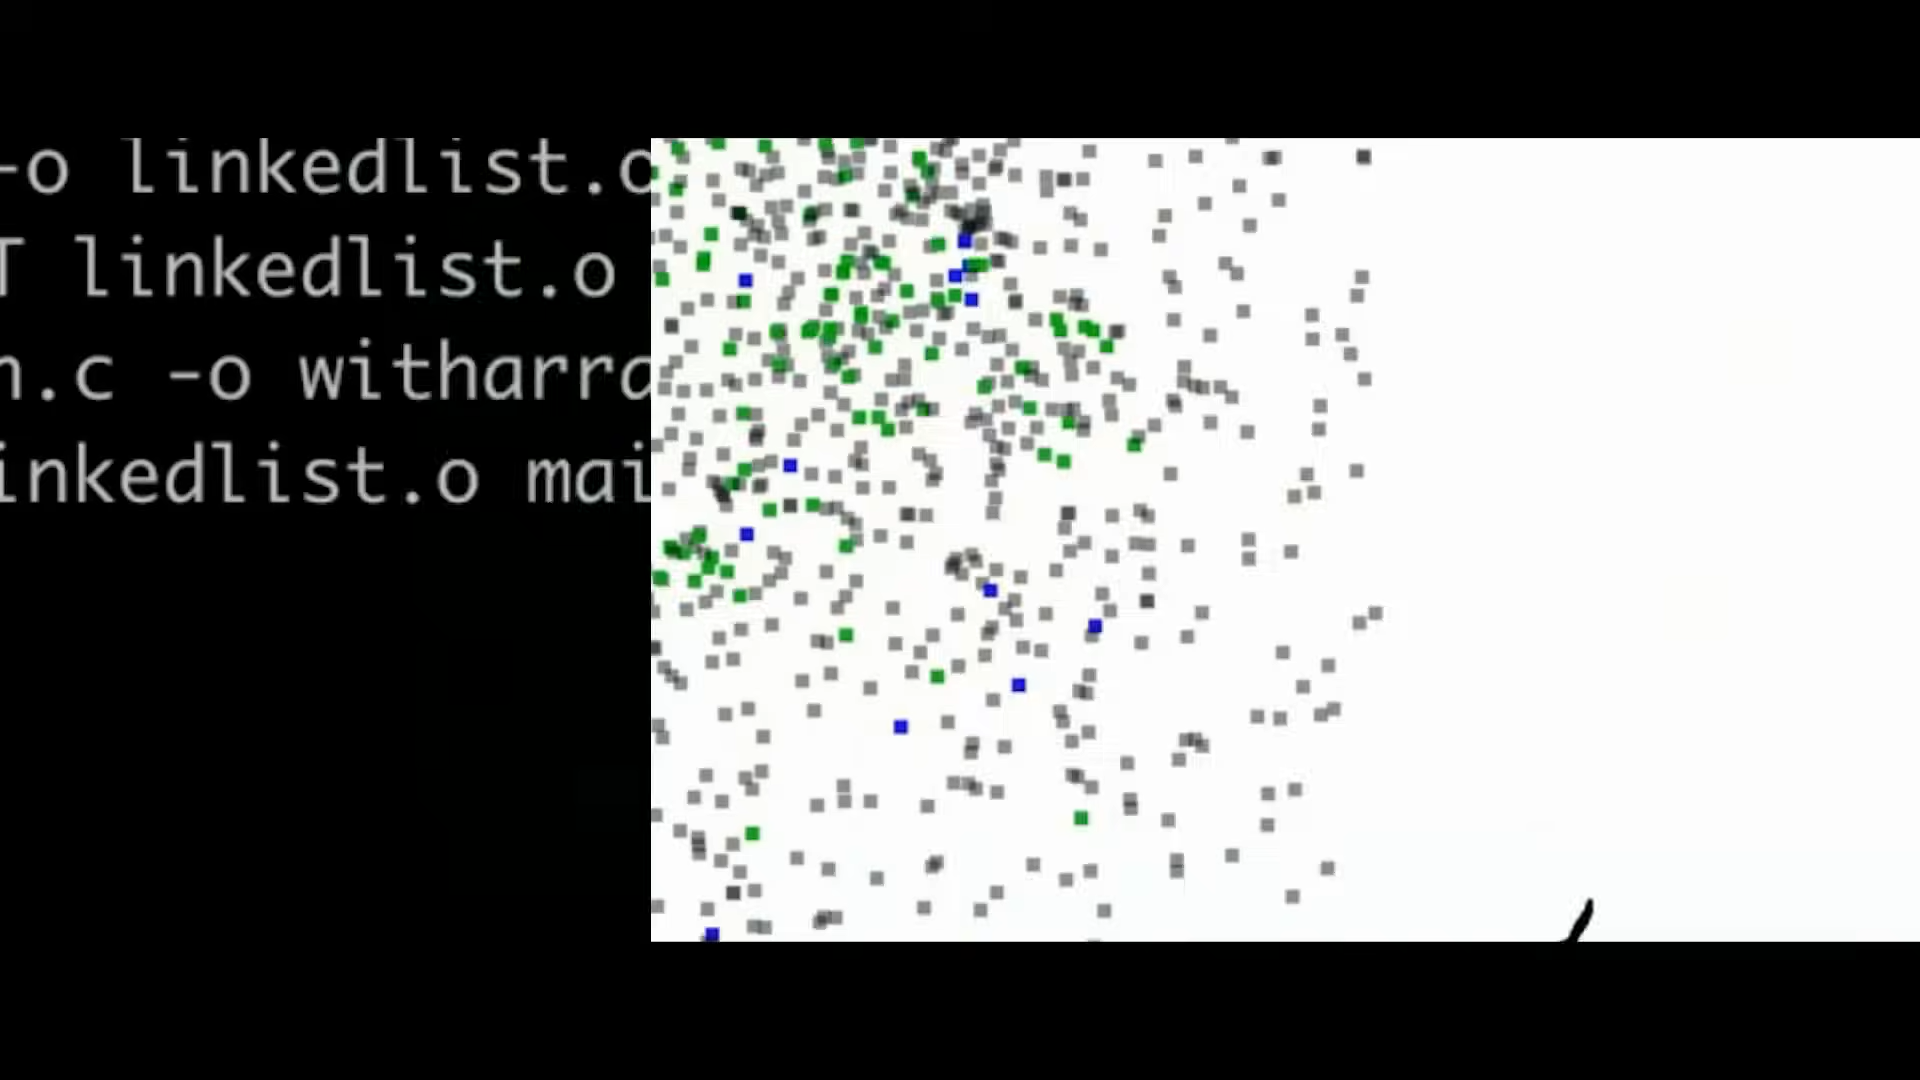 -o linkedlist.o
T linkedlist.o
n.c -o witharra
inkedlist.o mai